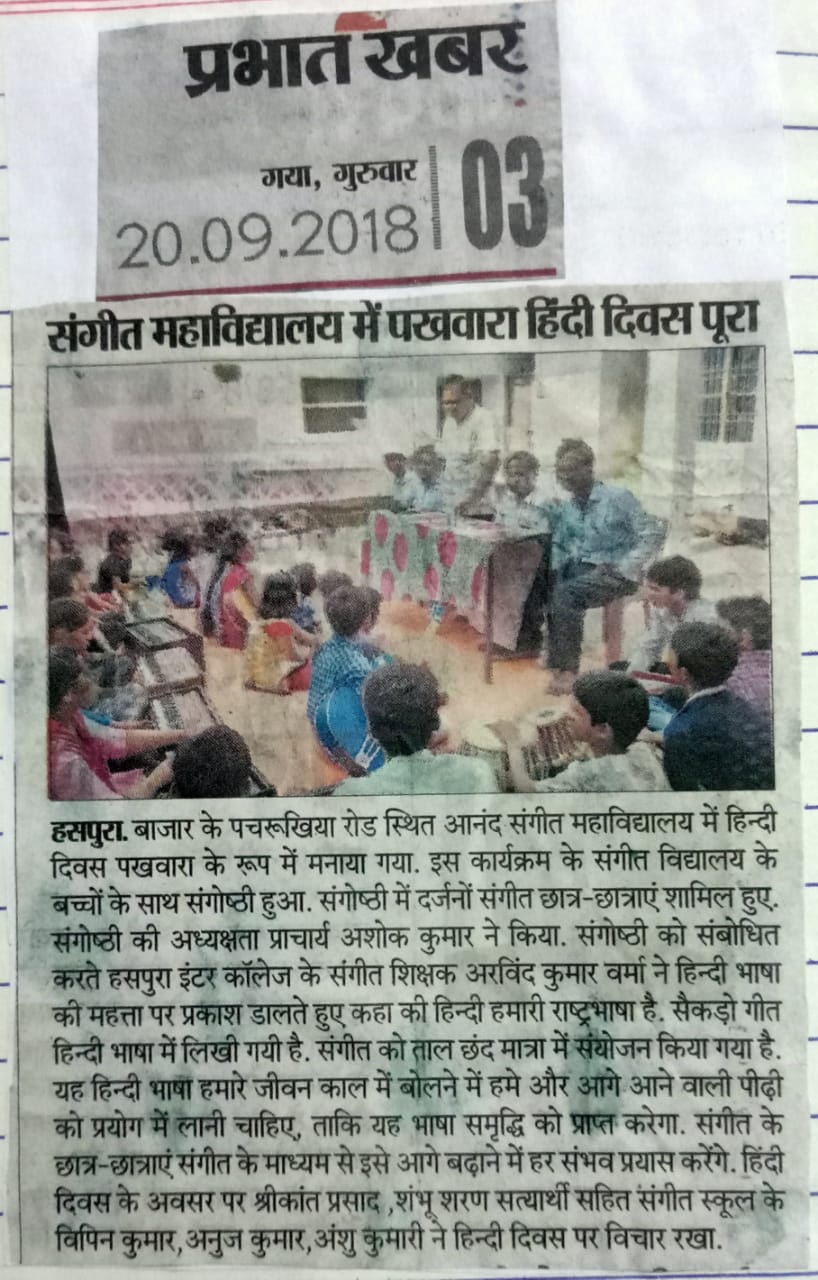 प्रभात खबर
गया, गुरुवार
20.09.2018
03
संगीत महाविद्यालय में पखवारा हिंदी दिवस पूरा
हसपुरा. बाजार के पचरूखिया रोड स्थित आनंद संगीत महाविद्यालय में हिन्दी
दिवस पखवारा के रूप में मनाया गया. इस कार्यक्रम के संगीत विद्यालय के
बच्चों के साथ संगोष्ठी हुआ. संगोष्ठी में दर्जनों संगीत छात्र-छात्राएं शामिल हुए.
संगोष्ठी की अध्यक्षता प्राचार्य अशोक कुमार ने किया. संगोष्ठी को संबोधित
करते हसपुरा इंटर कॉलेज के संगीत शिक्षक अरविंद कुमार वर्मा ने हिन्दी भाषा
की महत्ता पर प्रकाश डालते हुए कहा की हिन्दी हमारी राष्ट्रभाषा है. सैकड़ो गीत
हिन्दी भाषा में लिखी गयी है. संगीत को ताल छंद मात्रा में संयोजन किया गया है.
यह हिन्दी भाषा हमारे जीवन काल में बोलने में हमे और आगे आने वाली पीढ़ी
को प्रयोग में लानी चाहिए, ताकि यह भाषा समृद्धि को प्राप्त करेगा. संगीत के
छात्र-छात्राएं संगीत के माध्यम से इसे आगे बढ़ाने में हर संभव प्रयास करेंगे. हिंदी
दिवस के अवसर पर श्रीकांत प्रसाद ,शंभू शरण सत्यार्थी सहित संगीत स्कूल के
विपिन कुमार,अनुज कुमार,अंशु कुमारी ने हिन्दी दिवस पर विचार रखा.